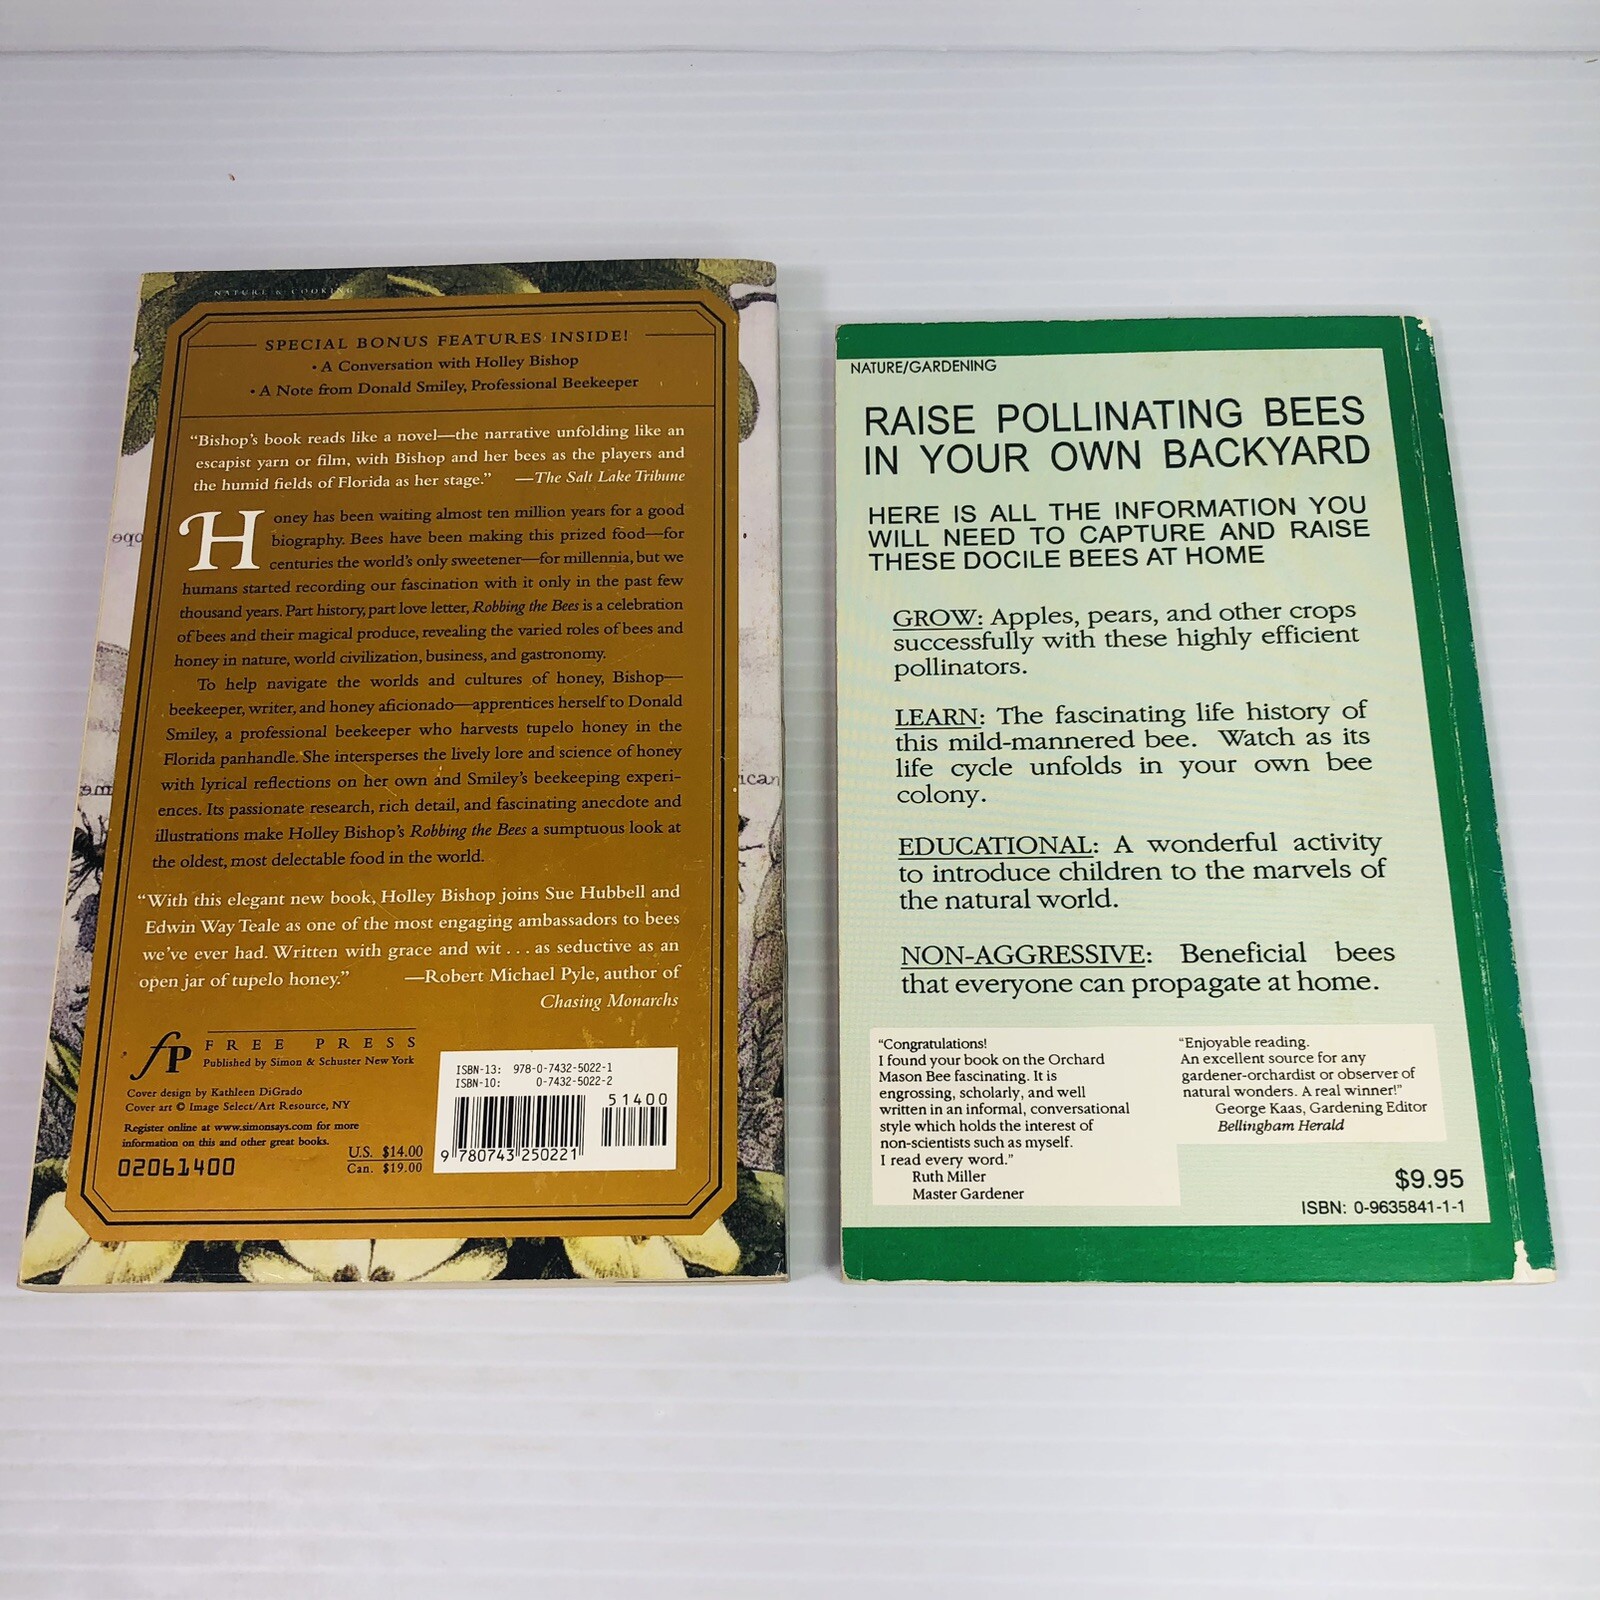 NATURE & COOKING
SPECIAL BONUS FEATURES INSIDE!
• A Conversation with Holley Bishop
• A Note from Donald Smiley, Professional Beekeeper
“Bishop’s book reads like a novel—the narrative unfolding like an
escapist yarn or film, with Bishop and her bees as the players and
the humid fields of Florida as her stage.” —The Salt Lake Tribune
Honey has been waiting almost ten million years for a good
biography. Bees have been making this prized food—for
centuries the world’s only sweetener—for millennia, but we
humans started recording our fascination with it only in the past few
thousand years. Part history, part love letter, Robbing the Bees is a celebration
of bees and their magical produce, revealing the varied roles of bees and
honey in nature, world civilization, business, and gastronomy.
To help navigate the worlds and cultures of honey, Bishop—
beekeeper, writer, and honey aficionado—apprentices herself to Donald
Smiley, a professional beekeeper who harvests tupelo honey in the
Florida panhandle. She intersperses the lively lore and science of honey
with lyrical reflections on her own and Smiley’s beekeeping experi-
ences. Its passionate research, rich detail, and fascinating anecdote and
illustrations make Holley Bishop’s Robbing the Bees a sumptuous look at
the oldest, most delectable food in the world.
“With this elegant new book, Holley Bishop joins Sue Hubbell and
Edwin Way Teale as one of the most engaging ambassadors to bees
we’ve ever had. Written with grace and wit . . . as seductive as an
open jar of tupelo honey.” —Robert Michael Pyle, author of
Chasing Monarchs
fP FREE PRESS
Published by Simon & Schuster New York
Cover design by Kathleen DiGrado
Cover art © Image Select/Art Resource, NY
Register online at www.simonsays.com for more
information on this and other great books.
02061400
U.S. $14.00
Can. $19.00
ISBN-13: 978-0-7432-5022-1
ISBN-10: 0-7432-5022-2
51400
9 780743 250221
NATURE/GARDENING
RAISE POLLINATING BEES
IN YOUR OWN BACKYARD
HERE IS ALL THE INFORMATION YOU
WILL NEED TO CAPTURE AND RAISE
THESE DOCILE BEES AT HOME
GROW: Apples, pears, and other crops
successfully with these highly efficient
pollinators.
LEARN: The fascinating life history of
this mild-mannered bee. Watch as its
life cycle unfolds in your own bee
colony.
EDUCATIONAL: A wonderful activity
to introduce children to the marvels of
the natural world.
NON-AGGRESSIVE: Beneficial bees
that everyone can propagate at home.
“Congratulations!
I found your book on the Orchard
Mason Bee fascinating. It is
engrossing, scholarly, and well
written in an informal, conversational
style which holds the interest of
non-scientists such as myself.
I read every word.”
Ruth Miller
Master Gardener
“Enjoyable reading.
An excellent source for any
gardener-orchardist or observer of
natural wonders. A real winner!”
George Kaas, Gardening Editor
Bellingham Herald
$9.95
ISBN: 0-9635841-1-1